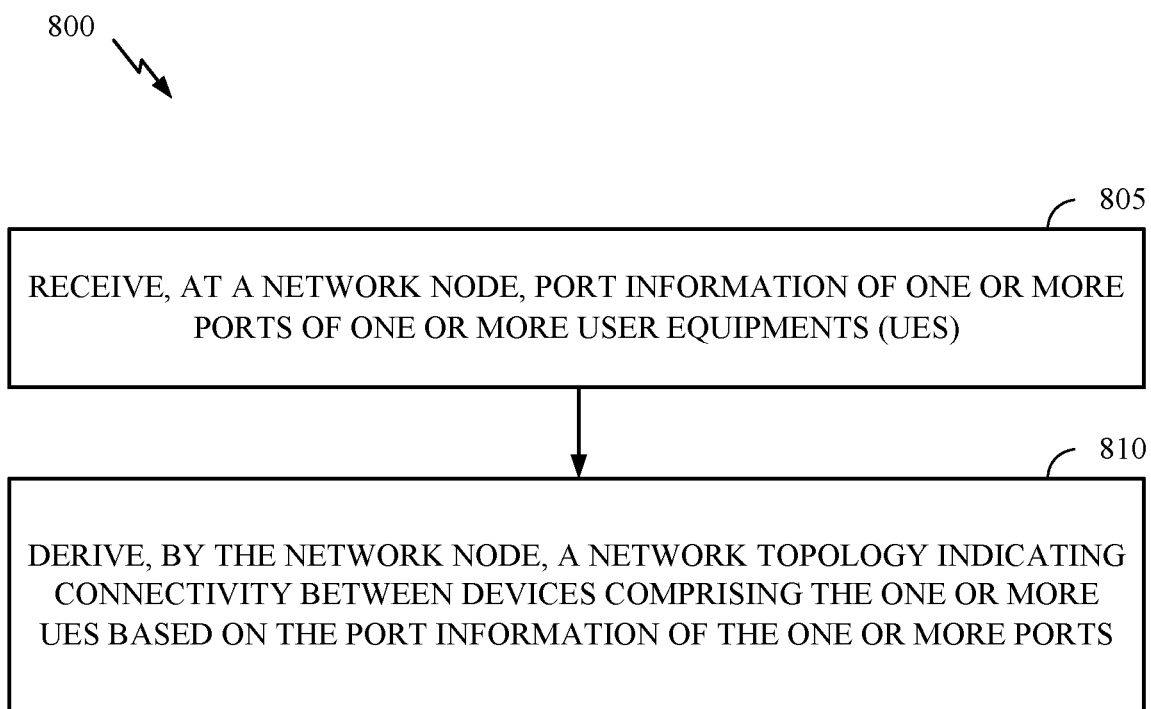 800
805
RECEIVE, AT A NETWORK NODE, PORT INFORMATION OF ONE OR MORE
PORTS OF ONE OR MORE USER EQUIPMENTS (UES)
810
DERIVE, BY THE NETWORK NODE, A NETWORK TOPOLOGY INDICATING
CONNECTIVITY BETWEEN DEVICES COMPRISING THE ONE OR MORE
UES BASED ON THE PORT INFORMATION OF THE ONE OR MORE PORTS